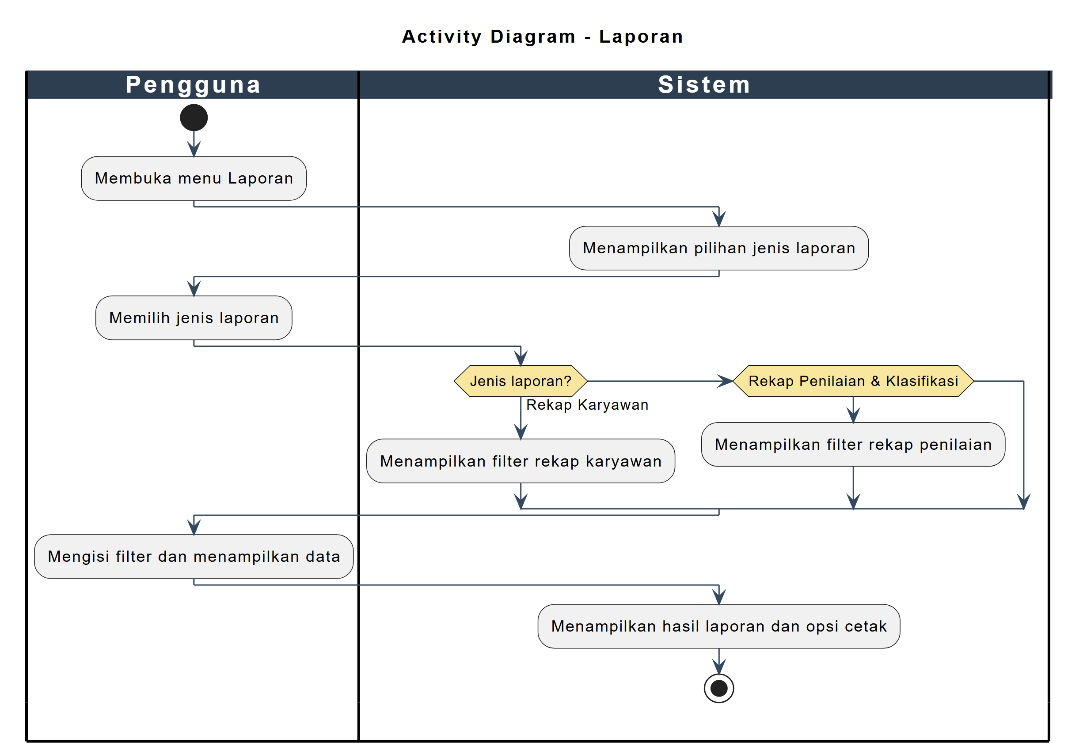 Activity Diagram - Laporan
Pengguna
Sistem
Membuka menu Laporan
Menampilkan pilihan jenis laporan
Memilih jenis laporan
Jenis laporan?
Rekap Penilaian & Klasifikasi
Rekap Karyawan
Menampilkan filter rekap penilaian
Menampilkan filter rekap karyawan
Mengisi filter dan menampilkan data
Menampilkan hasil laporan dan opsi cetak